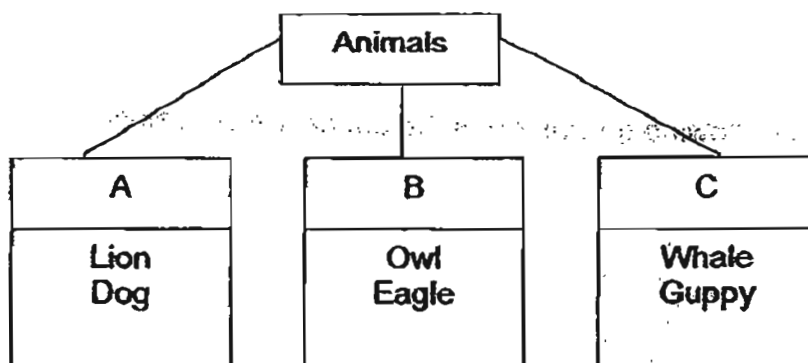 Animals
A
B
C
Lion
Dog
Owl
Eagle
Whale
Guppy